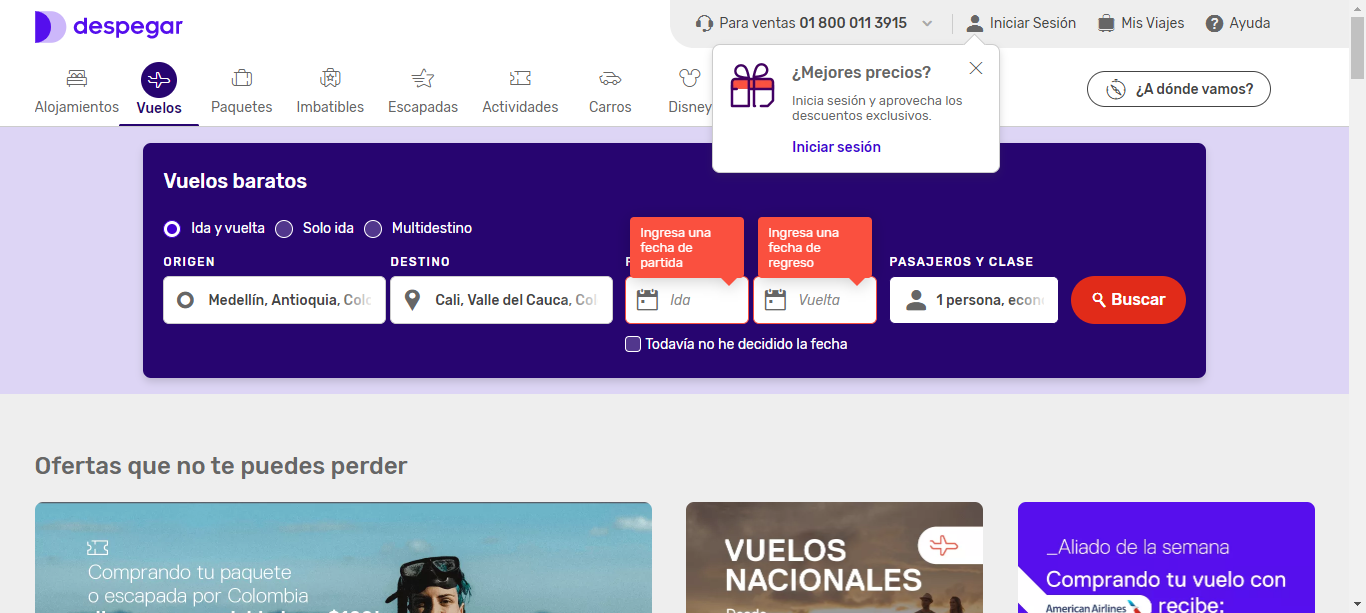 despegar
Para ventas 01 800 011 3915
Iniciar Sesión
Mis Viajes
Ayuda
Alojamientos
Vuelos
Paquetes
Imbatibles
Escapadas
Actividades
Carros
Disney
¿A dónde vamos?
¿Mejores precios?
Inicia sesión y aprovecha los
descuentos exclusivos.
Iniciar sesión
Vuelos baratos
Ida y vuelta
Solo ida
Multidestino
ORIGEN
Medellín, Antioquia, Colo
DESTINO
Cali, Valle del Cauca, Col
Ingresa una
fecha de
partida
Ida
Ingresa una
fecha de
regreso
Vuelta
PASAJEROS Y CLASE
1 persona, econ
Buscar
Todavía no he decidido la fecha
Ofertas que no te puedes perder
Comprando tu paquete
o escapada por Colombia
VUELOS
NACIONALES
Desde
_Aliado de la semana
Comprando tu vuelo con
American Airlines recibe: